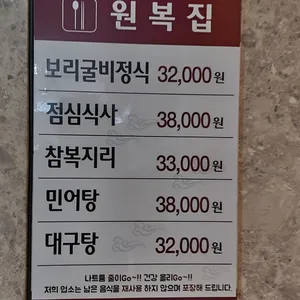 원복집
보리굴비정식 32,000원
점심식사 38,000원
참복지리 33,000원
민어탕 38,000원
대구탕 32,000원
나트륨 줄이Go~!! 건강 올리Go~!!
저희 업소는 남은 음식을 재사용 하지 않으며 포장해 드립니다.